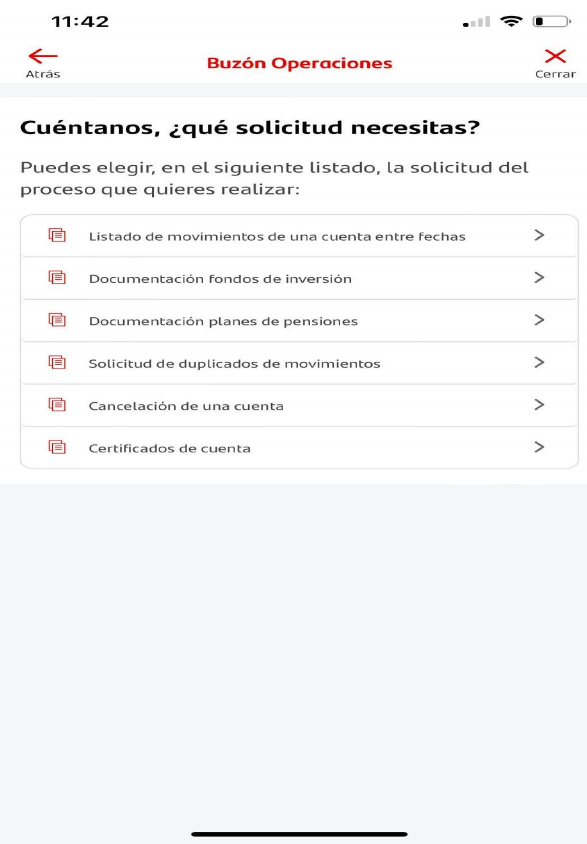 11:42
Atrás
Buzón Operaciones
Cerrar
Cuéntanos, ¿qué solicitud necesitas?
Puedes elegir, en el siguiente listado, la solicitud del
proceso que quieres realizar:
Listado de movimientos de una cuenta entre fechas
Documentación fondos de inversión
Documentación planes de pensiones
Solicitud de duplicados de movimientos
Cancelación de una cuenta
Certificados de cuenta